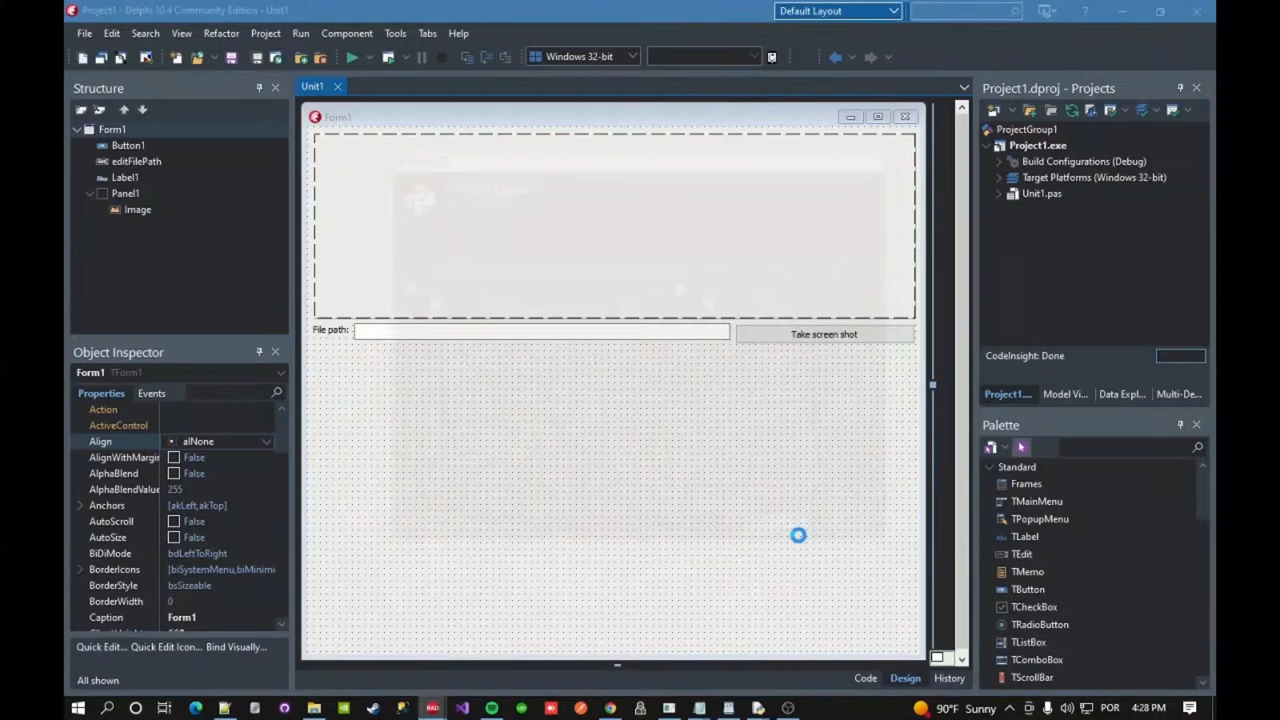 Project1 - Delphi 10.4 Community Edition - Unit1
Default Layout
File Edit Search View Refactor Project Run Component Tools Tabs Help
Windows 32-bit
Structure
Form1
Button1
editFilePath
Label1
Panel1
Image
Object Inspector
Form1 TForm1
Properties Events
Action
ActiveControl
Align alNone
AlignWithMargin False
AlphaBlend False
AlphaBlendValue 255
Anchors [akLeft,akTop]
AutoScroll False
AutoSize False
BiDiMode bdLeftToRight
BorderIcons [biSystemMenu,biMinimi
BorderStyle bsSizeable
BorderWidth 0
Caption Form1
Quick Edit... Quick Edit Icon... Bind Visually...
All shown
Unit1
Form1
File path:
Take screen shot
Code Design History
Project1.dproj - Projects
ProjectGroup1
Project1.exe
Build Configurations (Debug)
Target Platforms (Windows 32-bit)
Unit1.pas
CodeInsight: Done
Project1.... Model Vi... Data Expl... Multi-De...
Palette
Standard
Frames
TMainMenu
TPopupMenu
TLabel
TEdit
TMemo
TButton
TCheckBox
TRadioButton
TListBox
TComboBox
TScrollBar
RAD
90°F Sunny
POR
4:28 PM